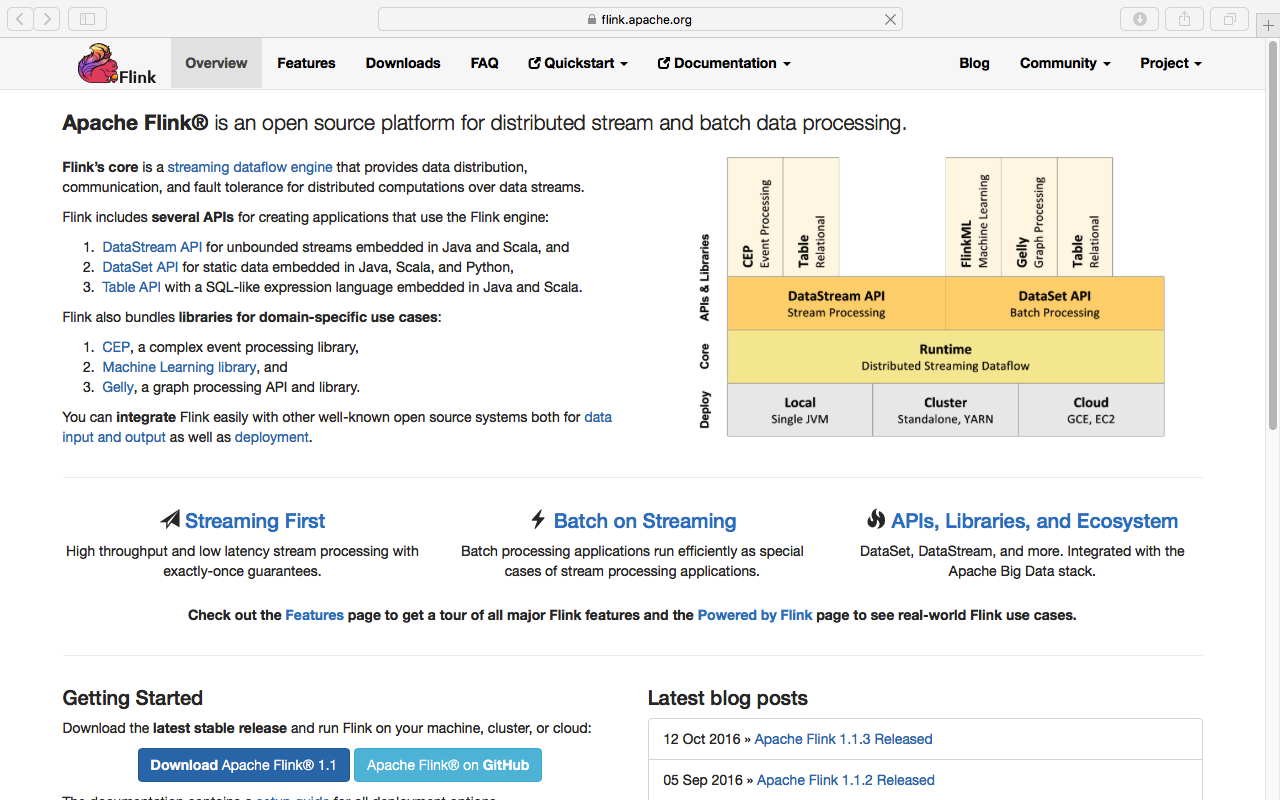 flink.apache.org
Flink
Overview Features Downloads FAQ Quickstart Documentation Blog Community Project
Apache Flink® is an open source platform for distributed stream and batch data processing.
Flink's core is a streaming dataflow engine that provides data distribution,
communication, and fault tolerance for distributed computations over data streams.
Flink includes several APIs for creating applications that use the Flink engine:
1. DataStream API for unbounded streams embedded in Java and Scala, and
2. DataSet API for static data embedded in Java, Scala, and Python,
3. Table API with a SQL-like expression language embedded in Java and Scala.
Flink also bundles libraries for domain-specific use cases:
1. CEP, a complex event processing library,
2. Machine Learning library, and
3. Gelly, a graph processing API and library.
You can integrate Flink easily with other well-known open source systems both for data
input and output as well as deployment.
APIs & Libraries
CEP
Event Processing
Table
Relational
FlinkML
Machine Learning
Gelly
Graph Processing
Table
Relational
DataStream API
Stream Processing
DataSet API
Batch Processing
Core
Runtime
Distributed Streaming Dataflow
Deploy
Local
Single JVM
Cluster
Standalone, YARN
Cloud
GCE, EC2
Streaming First
High throughput and low latency stream processing with
exactly-once guarantees.
Batch on Streaming
Batch processing applications run efficiently as special
cases of stream processing applications.
APIs, Libraries, and Ecosystem
DataSet, DataStream, and more. Integrated with the
Apache Big Data stack.
Check out the Features page to get a tour of all major Flink features and the Powered by Flink page to see real-world Flink use cases.
Getting Started
Download the latest stable release and run Flink on your machine, cluster, or cloud:
Download Apache Flink® 1.1
Apache Flink® on GitHub
The documentation contains a setup guide for all deployment options.
Latest blog posts
12 Oct 2016 » Apache Flink 1.1.3 Released
05 Sep 2016 » Apache Flink 1.1.2 Released